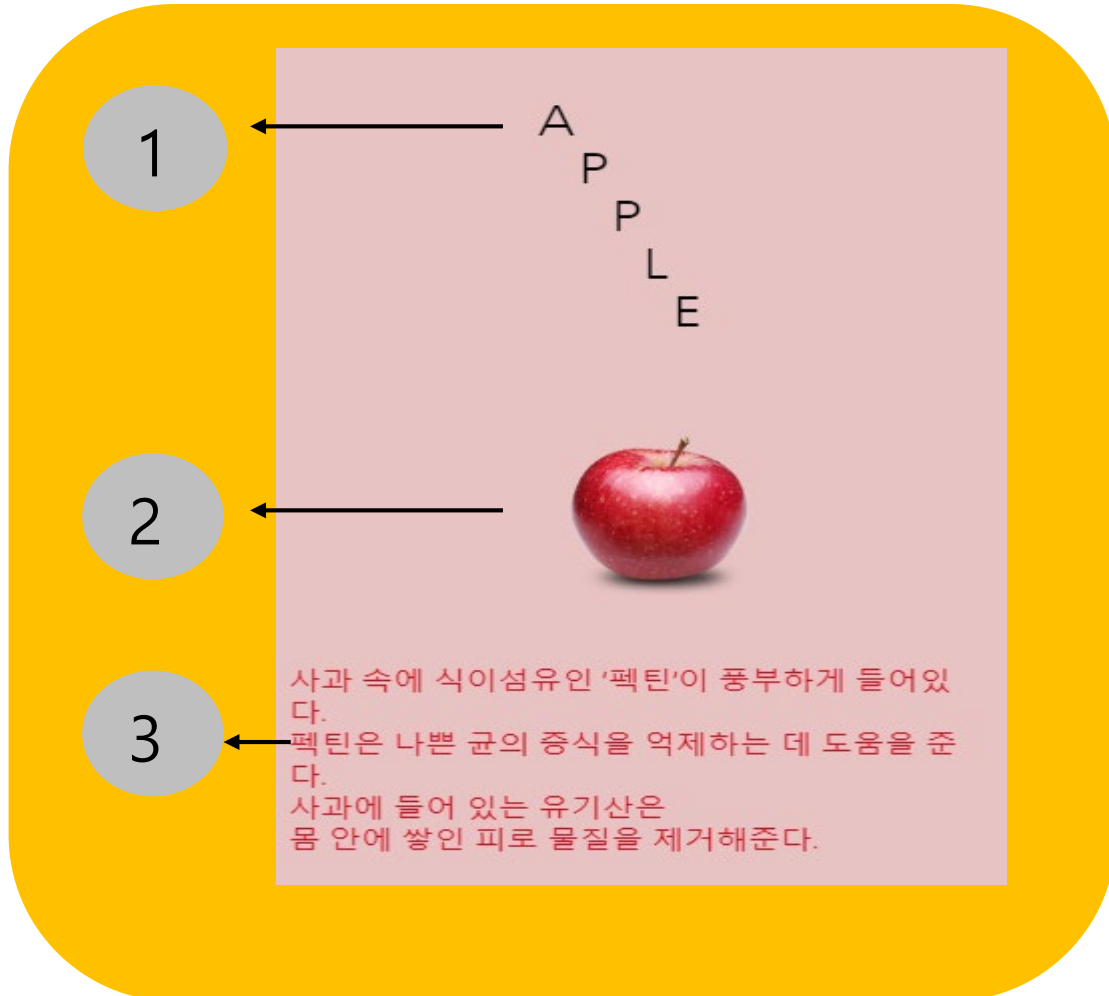 1
A
P
P
L
E
2
3
사과 속에 식이섬유인 '펙틴'이 풍부하게 들어있
다.
펙틴은 나쁜 균의 증식을 억제하는 데 도움을 준
다.
사과에 들어 있는 유기산은
몸 안에 쌓인 피로 물질을 제거해준다.